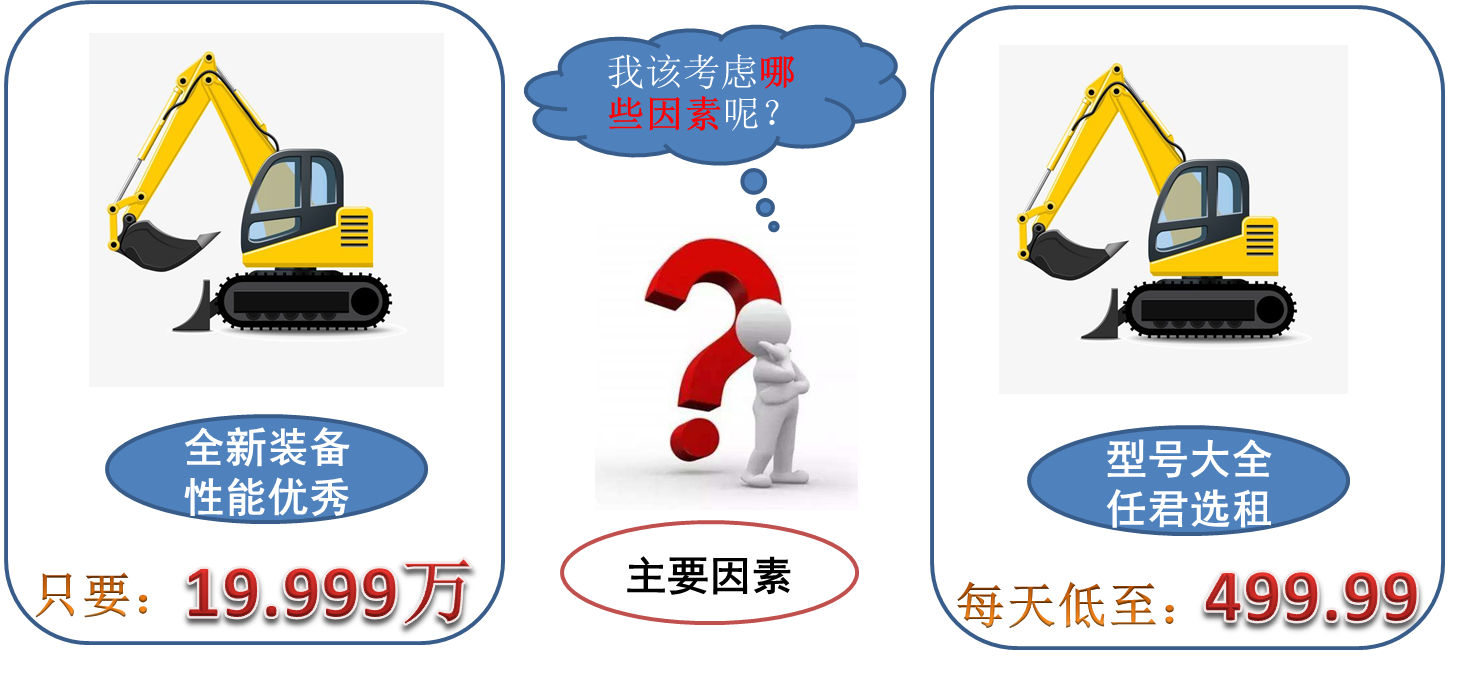 我该考虑哪
些因素呢？
全新装备
性能优秀
只要：19.999万
主要因素
型号大全
任君选租
每天低至：499.99